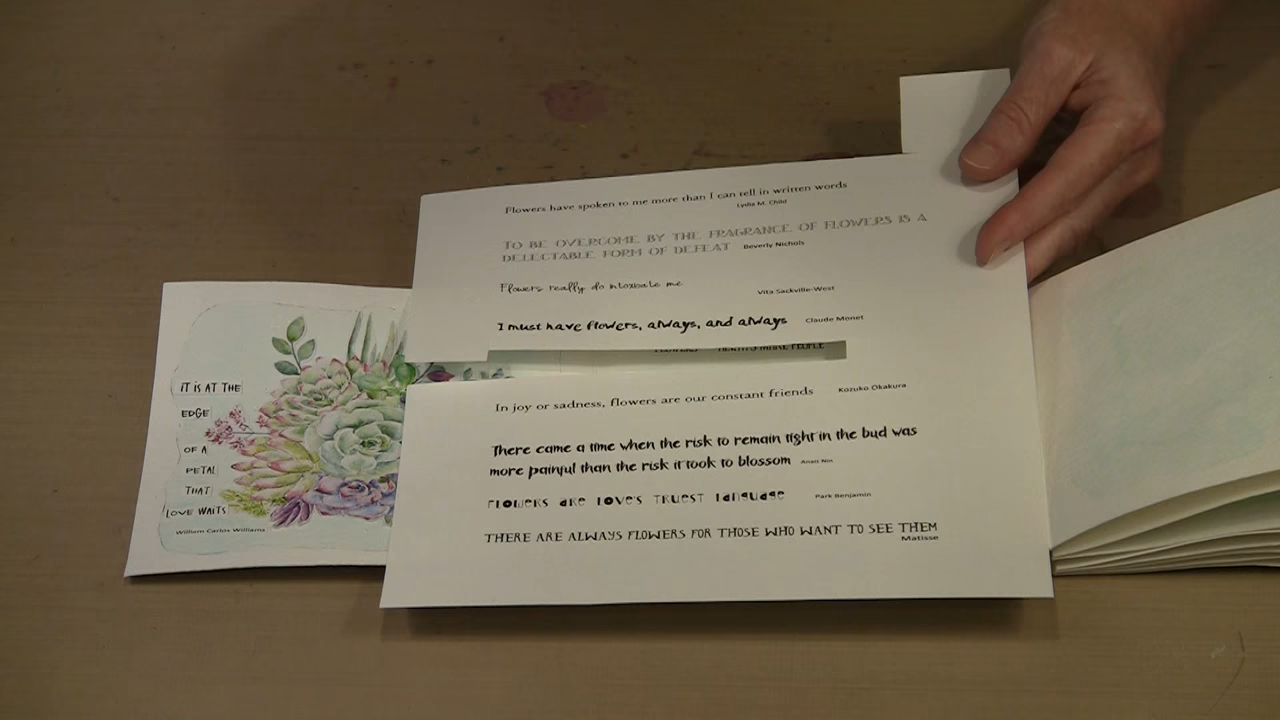 Flowers have spoken to me more than I can tell in written words
Lydia M. Child
TO BE OVERCOME BY THE FRAGRANCE OF FLOWERS IS A
DELECTABLE FORM OF DEFEAT Beverly Nichols
Flowers really do intoxicate me Vita Sackville-West
I must have flowers, always, and always Claude Monet
FLOWERS PEOPLE
In joy or sadness, flowers are our constant friends Kozuko Okakura
There came a time when the risk to remain tight in the bud was
more painful than the risk it took to blossom Anais Nin
FLOWERS ARE LOVE'S TRUEST LANGUAGE Park Benjamin
THERE ARE ALWAYS FLOWERS FOR THOSE WHO WANT TO SEE THEM
Matisse
IT IS AT THE
EDGE
OF A
PETAL
THAT
LOVE WAITS
William Carlos Williams